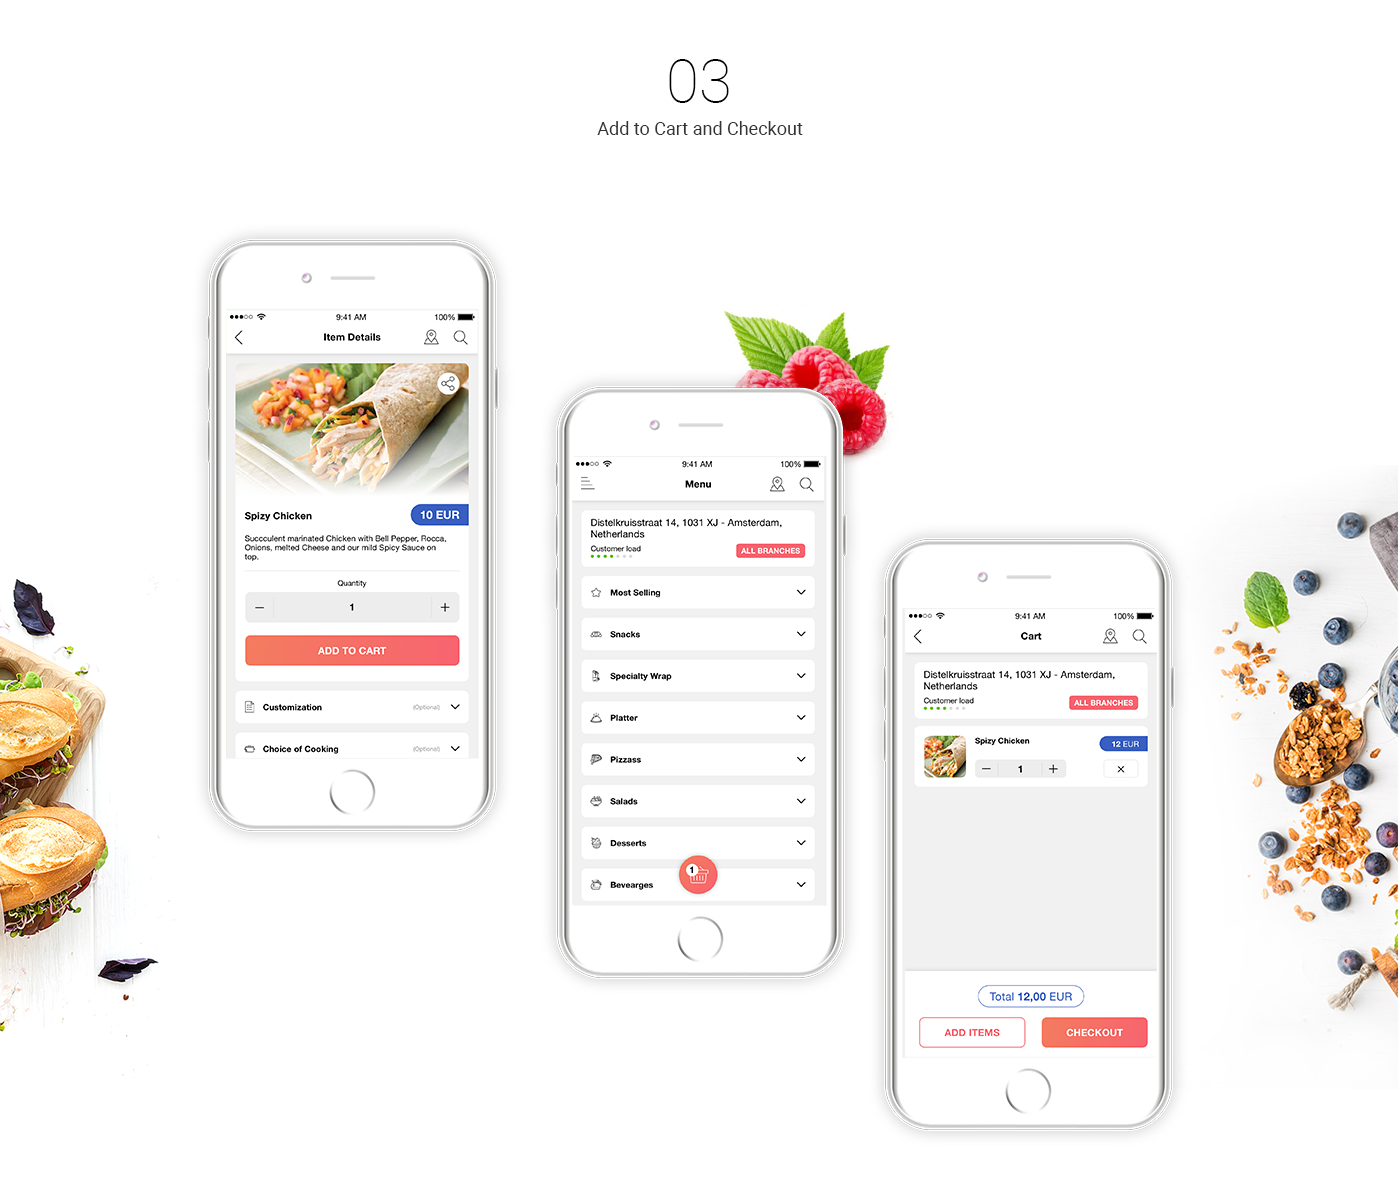 03
Add to Cart and Checkout
9:41 AM
100%
Item Details
Spizy Chicken
10 EUR
Succculent marinated Chicken with Bell Pepper, Rocca,
Onions, melted Cheese and our mild Spicy Sauce on
top.
Quantity
1
ADD TO CART
Customization
(Optional)
Choice of Cooking
(Optional)
9:41 AM
100%
Menu
Distelkruisstraat 14, 1031 XJ - Amsterdam,
Netherlands
Customer load
ALL BRANCHES
Most Selling
Snacks
Specialty Wrap
Platter
Pizzass
Salads
Desserts
1
Bevearges
9:41 AM
100%
Cart
Distelkruisstraat 14, 1031 XJ - Amsterdam,
Netherlands
Customer load
ALL BRANCHES
Spizy Chicken
12 EUR
1
Total 12,00 EUR
ADD ITEMS
CHECKOUT